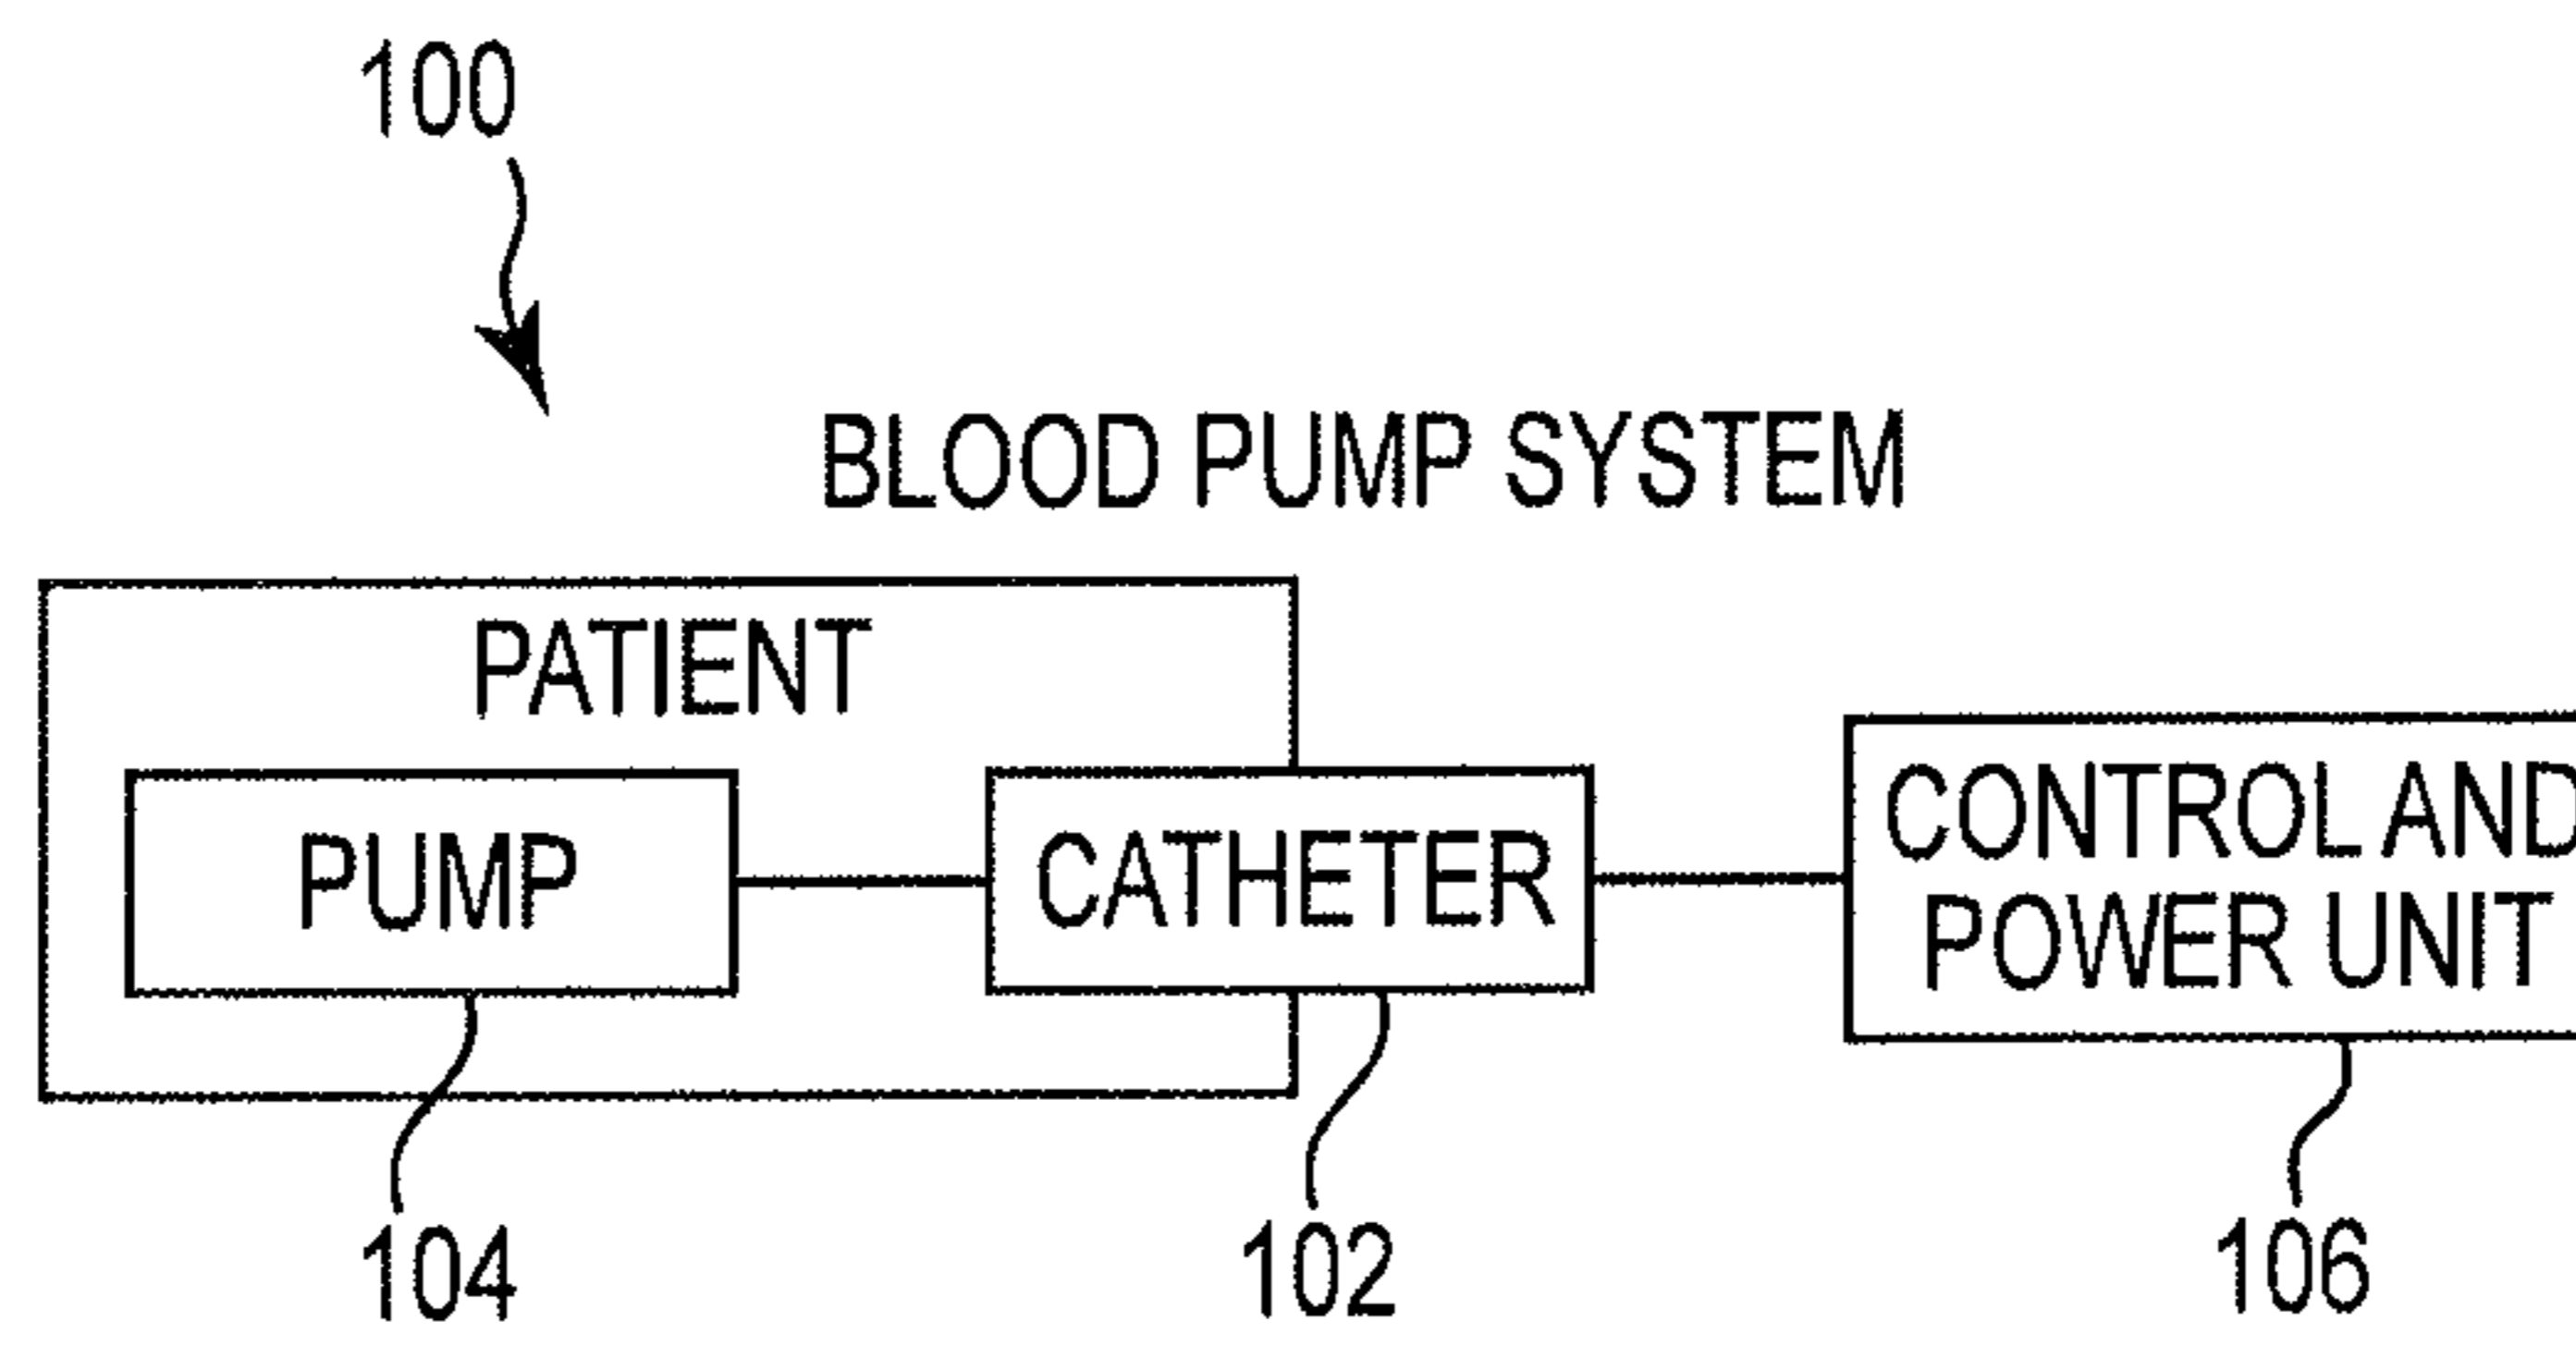 100
BLOOD PUMP SYSTEM
PATIENT
PUMP
CATHETER
CONTROL AND
POWER UNIT
104
102
106